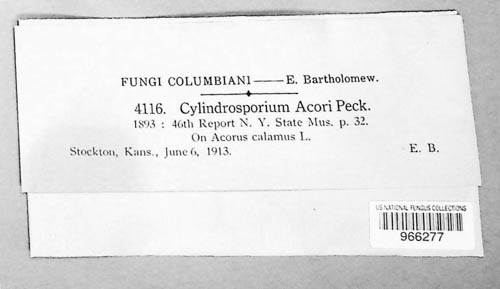 FUNGI COLUMBIANI—E. Bartholomew.
4116. Cylindrosporium Acori Peck.
1893 : 46th Report N. Y. State Mus. p. 32.
On Acorus calamus L.
Stockton, Kans., June 6, 1913. E. B.
US NATIONAL FUNGUS COLLECTIONS
966277